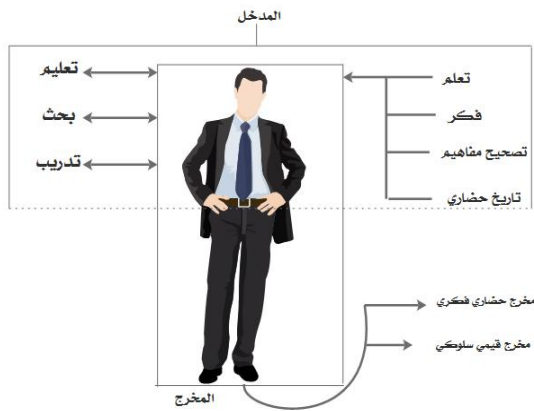 المدخل
تعلم
فكر
تصحيح مفاهيم
تاريخ حضاري
تعليم
بحث
تدريب
مخرج حضاري فكري
مخرج قيمي سلوكي
المخرج